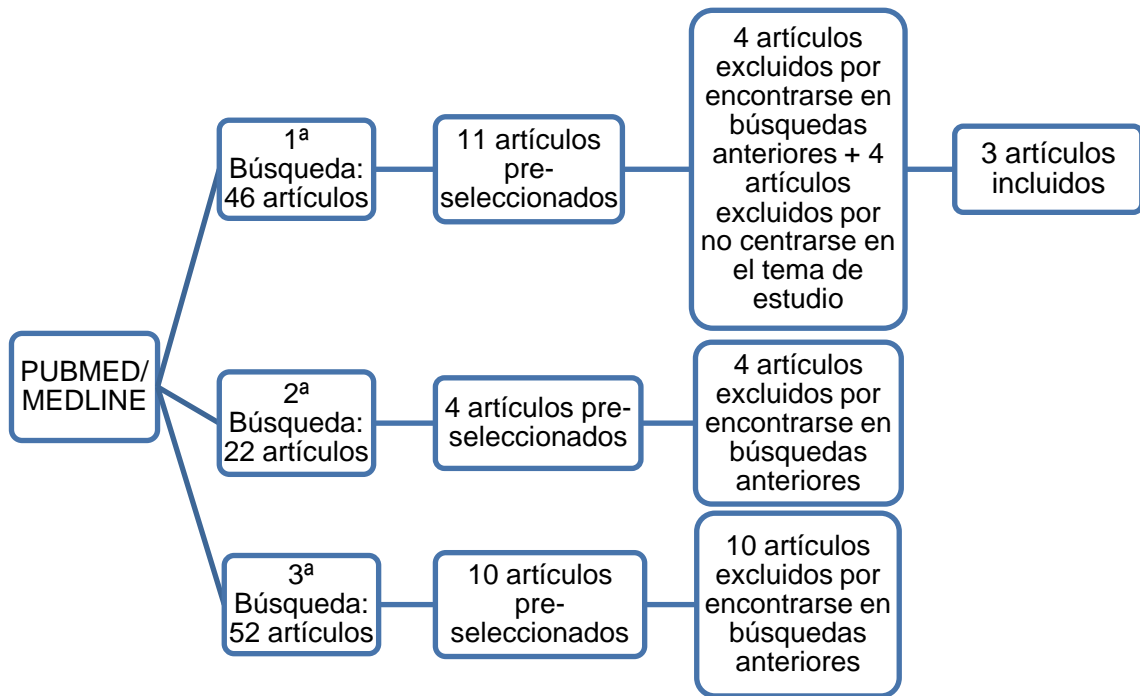 PUBMED/
MEDLINE
1ª
Búsqueda:
46 artículos
11 artículos
pre-
seleccionados
4 artículos
excluidos por
encontrarse en
búsquedas
anteriores + 4
artículos
excluidos por
no centrarse en
el tema de
estudio
3 artículos
incluidos
2ª
Búsqueda:
22 artículos
4 artículos pre-
seleccionados
4 artículos
excluidos por
encontrarse en
búsquedas
anteriores
3ª
Búsqueda:
52 artículos
10 artículos
pre-
seleccionados
10 artículos
excluidos por
encontrarse en
búsquedas
anteriores